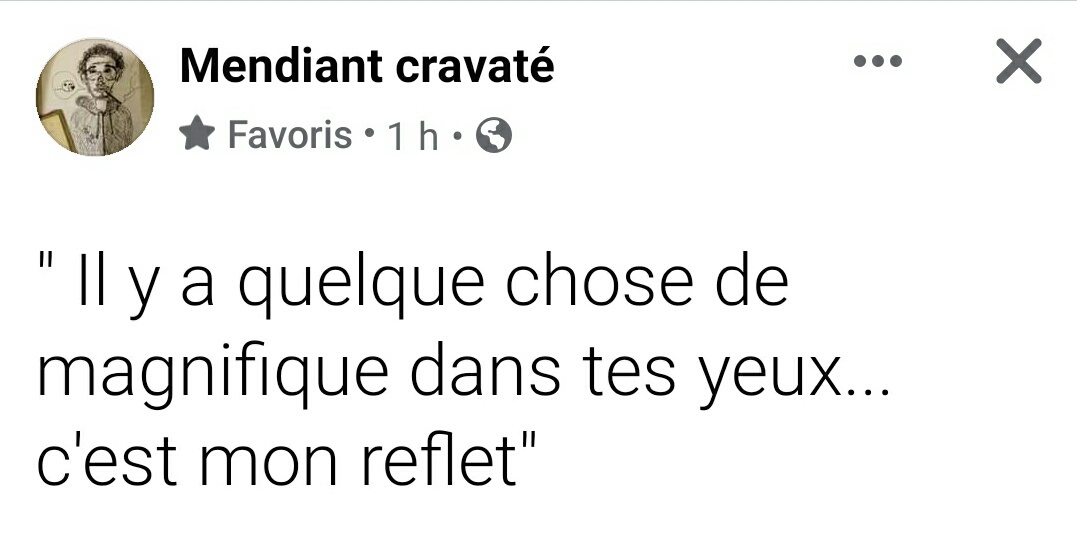 Mendiant cravaté
Favoris • 1 h •
" Il y a quelque chose de
magnifique dans tes yeux...
c'est mon reflet"